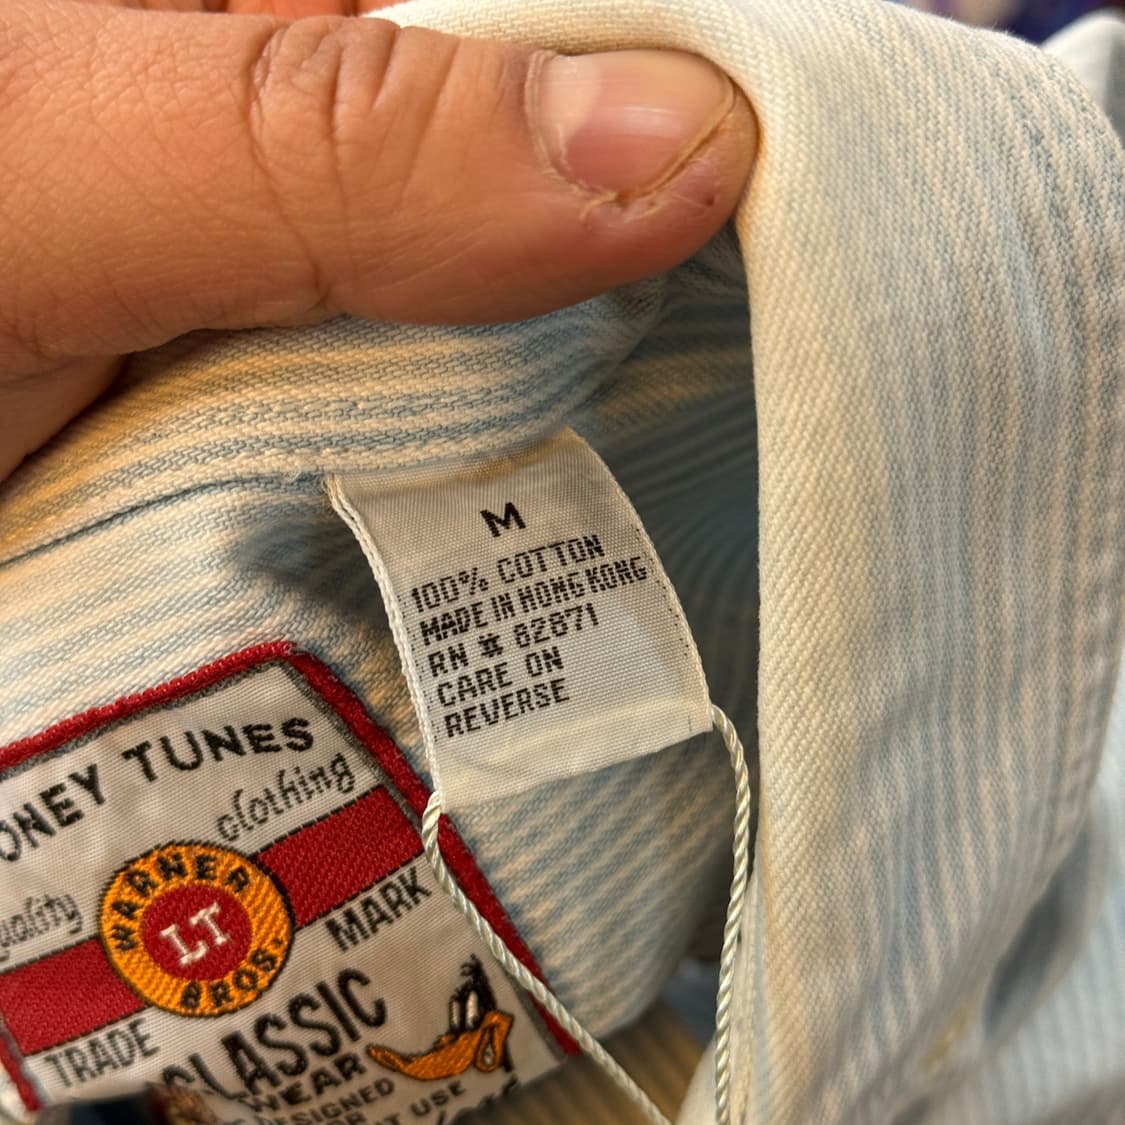 M
100% COTTON
MADE IN HONG KONG
RN # 82871
CARE ON
REVERSE
ONEY TUNES
clothing
uality
WARNER
LT
BROS.
MARK
TRADE
CLASSIC
WEAR
DESIGNED
USE